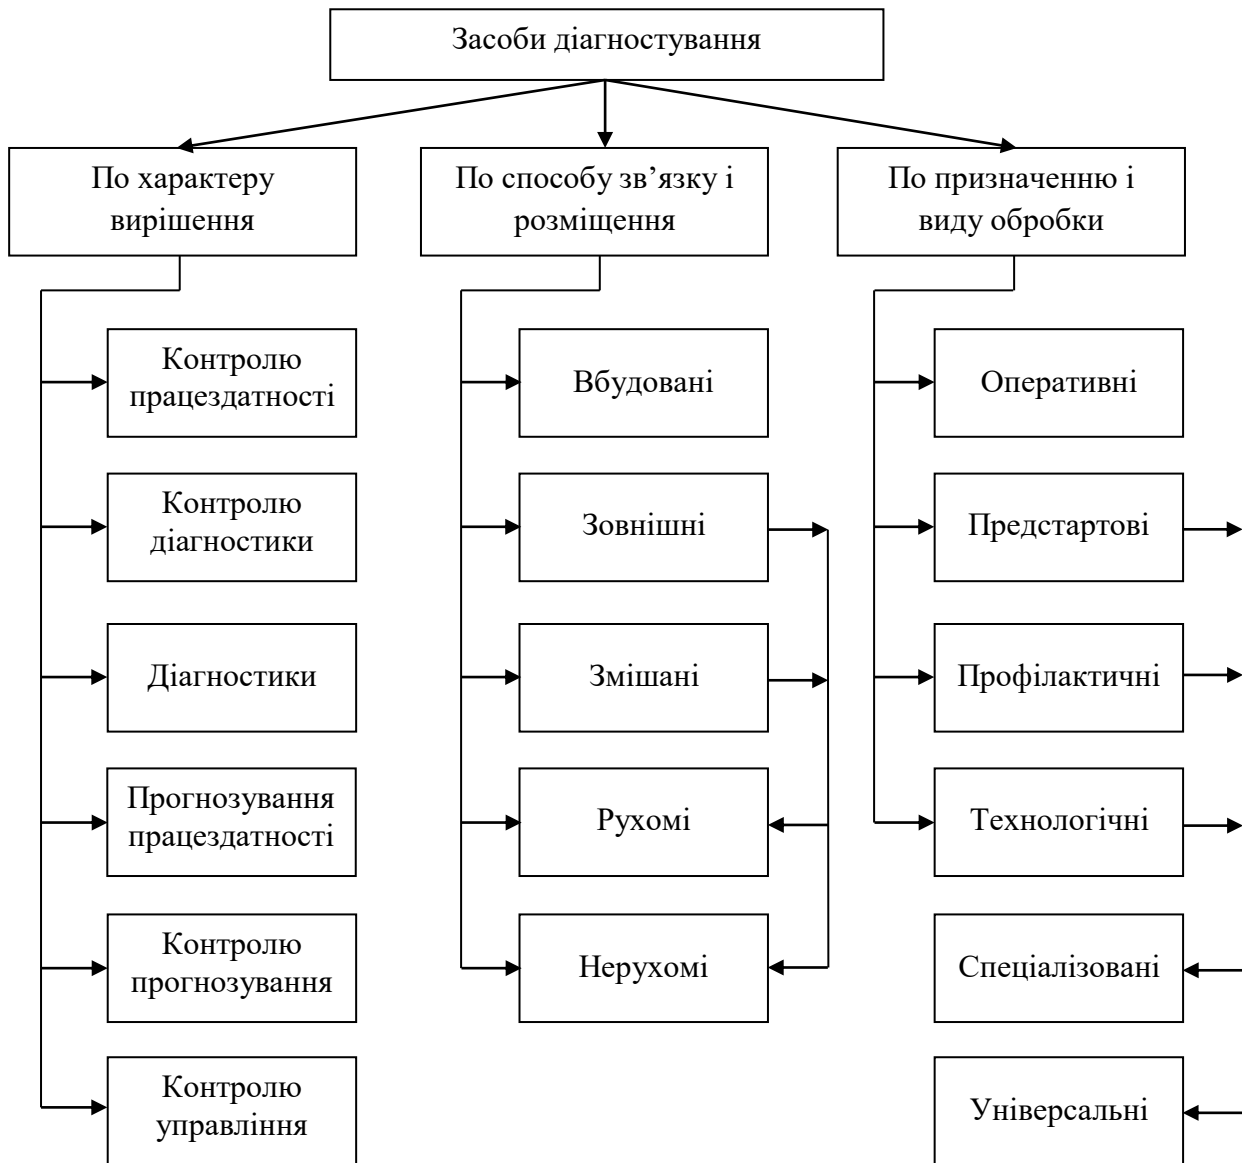 Засоби діагностування
По характеру
вирішення
По способу зв’язку і
розміщення
По призначенню і
виду обробки
Контролю
працездатності
Контролю
діагностики
Діагностики
Прогнозування
працездатності
Контролю
прогнозування
Контролю
управління
Вбудовані
Зовнішні
Змішані
Рухомі
Нерухомі
Оперативні
Предстартові
Профілактичні
Технологічні
Спеціалізовані
Універсальні